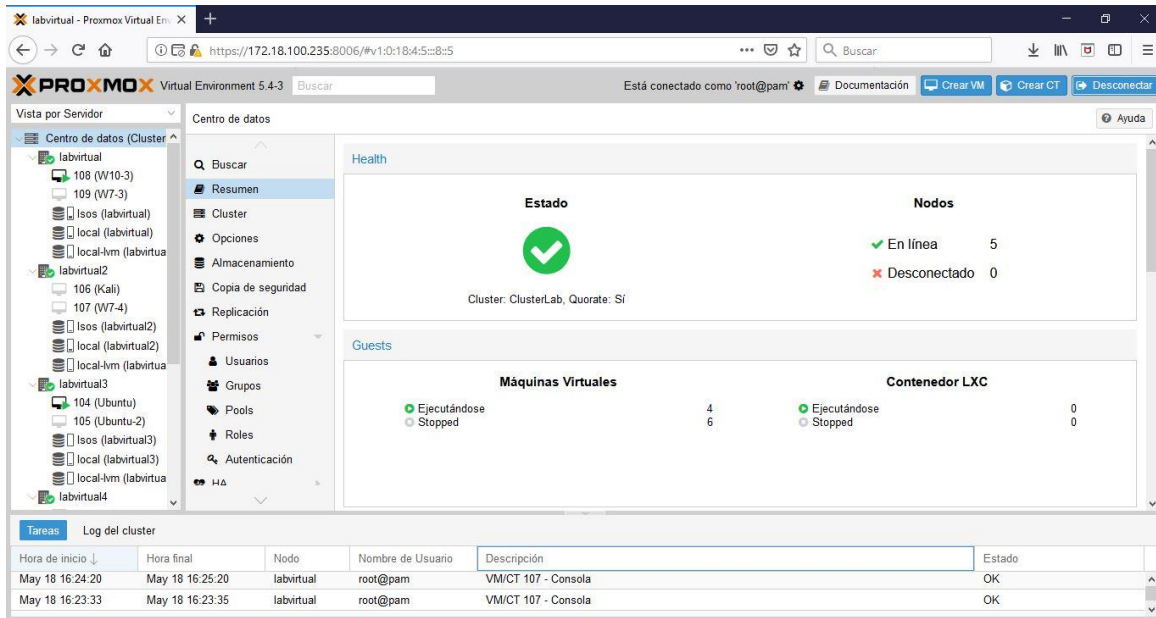 labvirtual - Proxmox Virtual Env
https://172.18.100.235:8006/#v1:0:18:4:5:::8::5
Buscar
PROXMOX Virtual Environment 5.4-3 Buscar
Está conectado como 'root@pam' Documentación Crear VM Crear CT Desconectar
Vista por Servidor
Centro de datos (Cluster
labvirtual
108 (W10-3)
109 (W7-3)
Isos (labvirtual)
local (labvirtual)
local-lvm (labvirtua
labvirtual2
106 (Kali)
107 (W7-4)
Isos (labvirtual2)
local (labvirtual2)
local-lvm (labvirtua
labvirtual3
104 (Ubuntu)
105 (Ubuntu-2)
Isos (labvirtual3)
local (labvirtual3)
local-lvm (labvirtua
labvirtual4
Centro de datos
Ayuda
Buscar
Resumen
Cluster
Opciones
Almacenamiento
Copia de seguridad
Replicación
Permisos
Usuarios
Grupos
Pools
Roles
Autenticación
HA
Health
Estado
Cluster: ClusterLab, Quorate: Sí
Nodos
En línea 5
Desconectado 0
Guests
Máquinas Virtuales
Ejecutándose 4
Stopped 6
Contenedor LXC
Ejecutándose 0
Stopped 0
Tareas Log del cluster
Hora de inicio ↓ Hora final Nodo Nombre de Usuario Descripción Estado
May 18 16:24:20 May 18 16:25:20 labvirtual root@pam VM/CT 107 - Consola OK
May 18 16:23:33 May 18 16:23:35 labvirtual root@pam VM/CT 107 - Consola OK